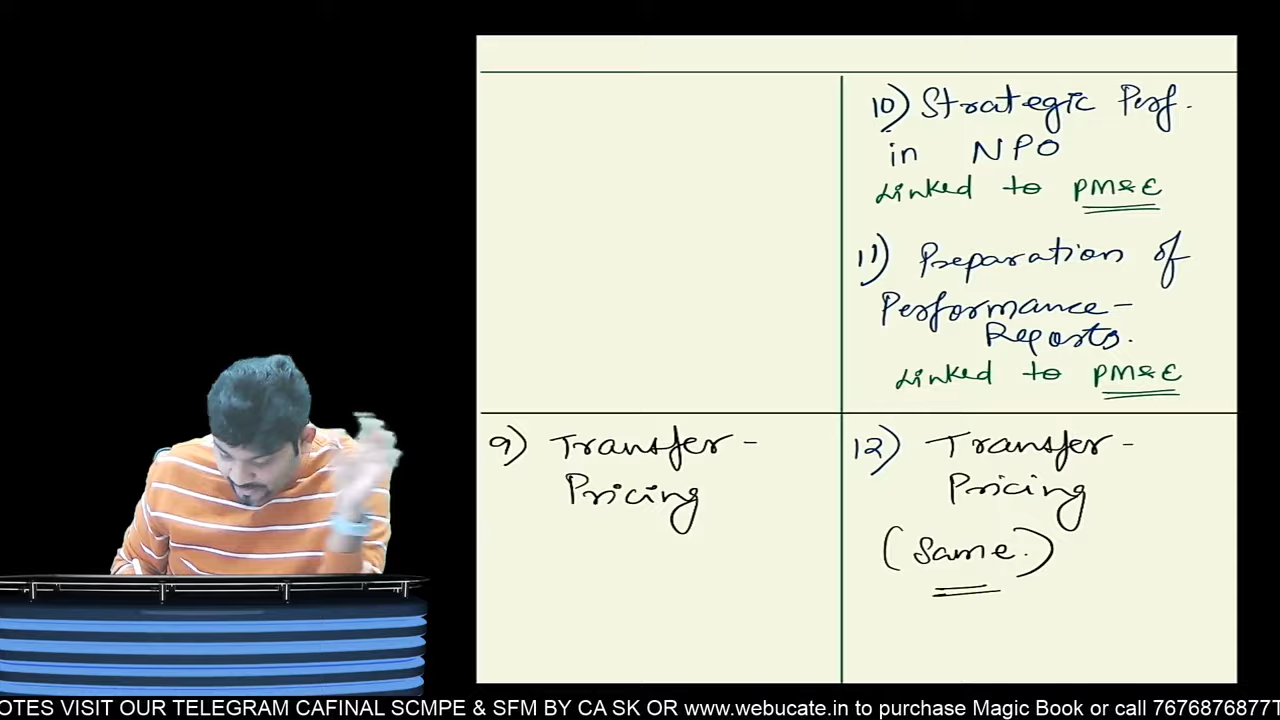 10) Strategic Perf.
in NPO
Linked to PM&E
11) Preparation of
Performance-
Reports.
Linked to PM&E
9) Transfer-
Pricing
12) Transfer-
Pricing
(Same.)
OTES VISIT OUR TELEGRAM CAFINAL SCMPE & SFM BY CA SK OR www.webucate.in to purchase Magic Book or call 76768768771